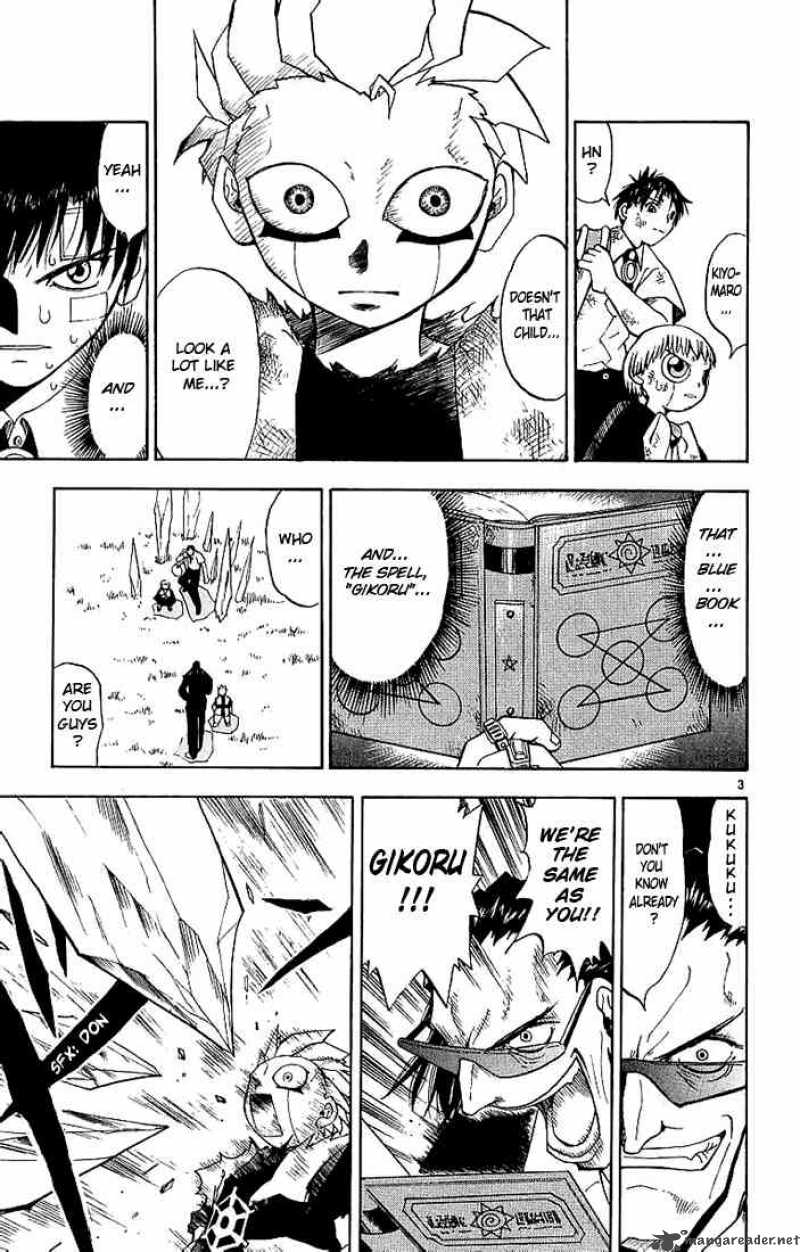 KIYO-
MARO
...
HN
?
DOESN'T
THAT
CHILD...
LOOK A
LOT LIKE
ME...?
YEAH
...
AND
...
THAT
...
BLUE
...
BOOK
...
AND...
THE SPELL,
"GIKORU"...
WHO
...
ARE
YOU
GUYS
?
3
KUKUKU...
DON'T
YOU
KNOW
ALREADY
?
WE'RE
THE
SAME
AS
YOU!!
GIKORU
!!!
SFX: DON
mangareader.net